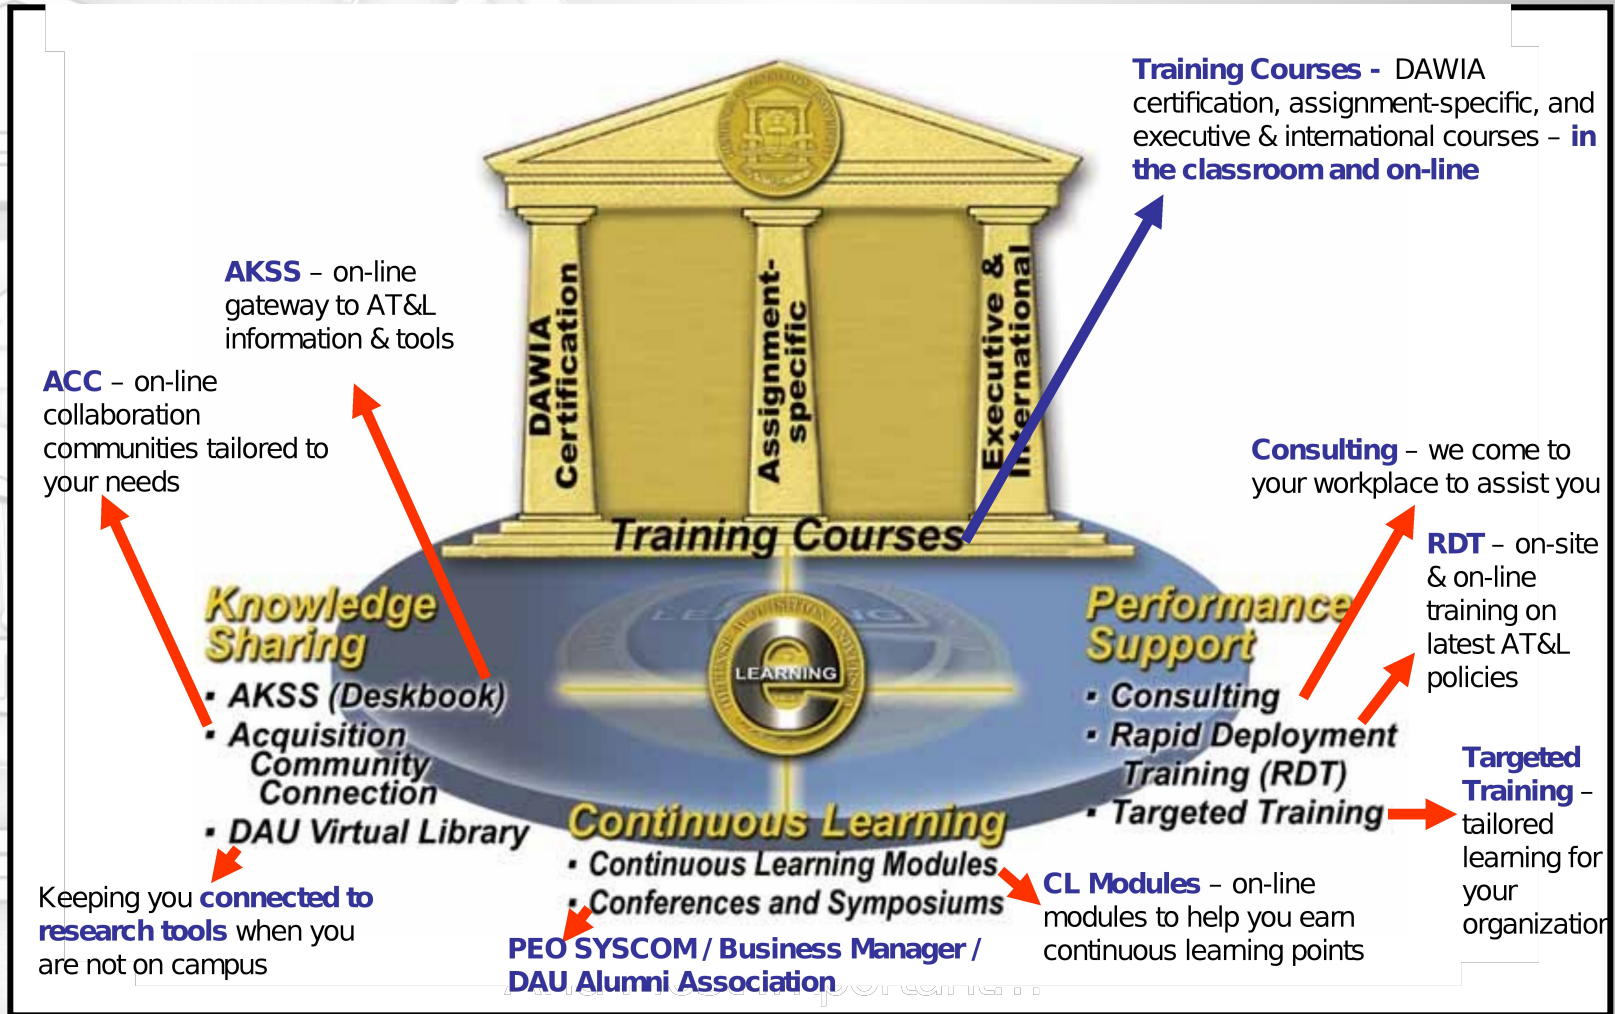 Training Courses - DAWIA
certification, assignment-specific, and
executive & international courses – in
the classroom and on-line
AKSS – on-line
gateway to AT&L
information & tools
ACC – on-line
collaboration
communities tailored to
your needs
DAWIA
Certification
Assignment-
specific
Executive &
International
Training Courses
Consulting – we come to
your workplace to assist you
RDT – on-site
& on-line
training on
latest AT&L
policies
Knowledge
Sharing
▪ AKSS (Deskbook)
▪ Acquisition
Community
Connection
▪ DAU Virtual Library
LEARNING
LEARNING
Performance
Support
▪ Consulting
▪ Rapid Deployment
Training (RDT)
▪ Targeted Training
Targeted
Training –
tailored
learning for
your
organization
Continuous Learning
▪ Continuous Learning Modules
▪ Conferences and Symposiums
Keeping you connected to
research tools when you
are not on campus
CL Modules – on-line
modules to help you earn
continuous learning points
PEO SYSCOM / Business Manager /
DAU Alumni Association